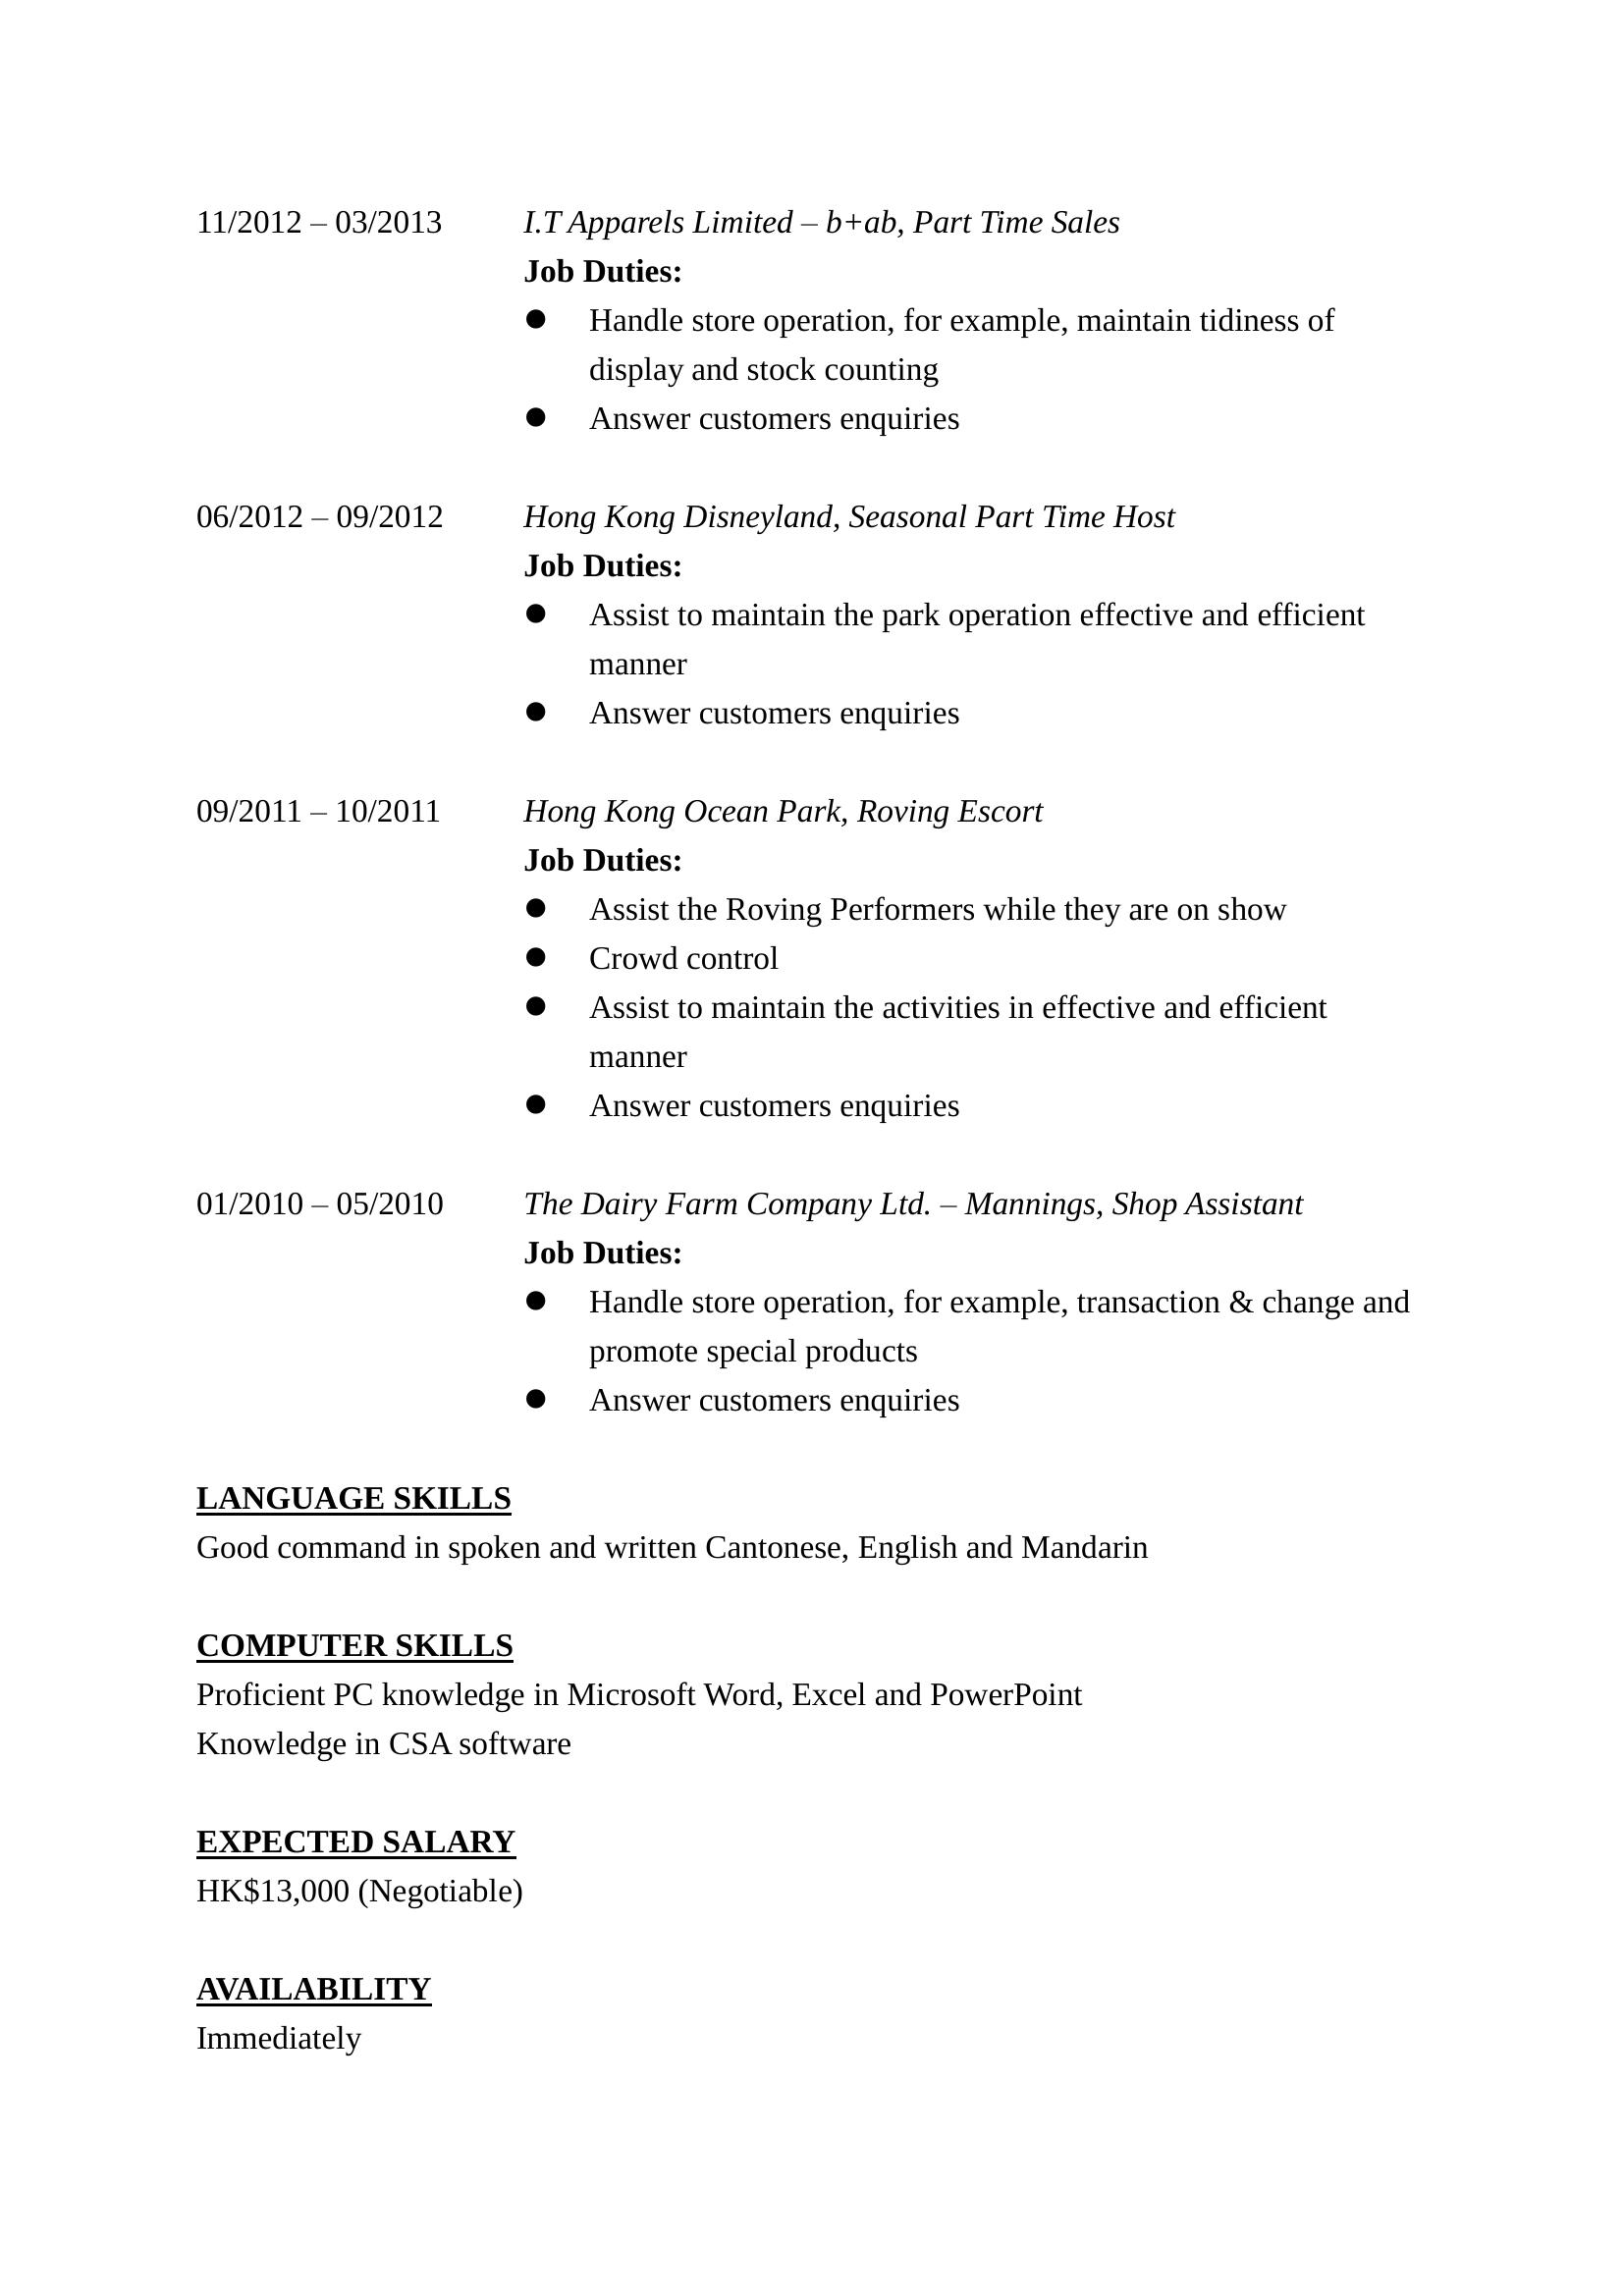 11/2012 – 03/2013 I.T Apparels Limited – b+ab, Part Time Sales
Job Duties:
● Handle store operation, for example, maintain tidiness of
display and stock counting
● Answer customers enquiries
06/2012 – 09/2012 Hong Kong Disneyland, Seasonal Part Time Host
Job Duties:
● Assist to maintain the park operation effective and efficient
manner
● Answer customers enquiries
09/2011 – 10/2011 Hong Kong Ocean Park, Roving Escort
Job Duties:
● Assist the Roving Performers while they are on show
● Crowd control
● Assist to maintain the activities in effective and efficient
manner
● Answer customers enquiries
01/2010 – 05/2010 The Dairy Farm Company Ltd. – Mannings, Shop Assistant
Job Duties:
● Handle store operation, for example, transaction & change and
promote special products
● Answer customers enquiries
LANGUAGE SKILLS
Good command in spoken and written Cantonese, English and Mandarin
COMPUTER SKILLS
Proficient PC knowledge in Microsoft Word, Excel and PowerPoint
Knowledge in CSA software
EXPECTED SALARY
HK$13,000 (Negotiable)
AVAILABILITY
Immediately